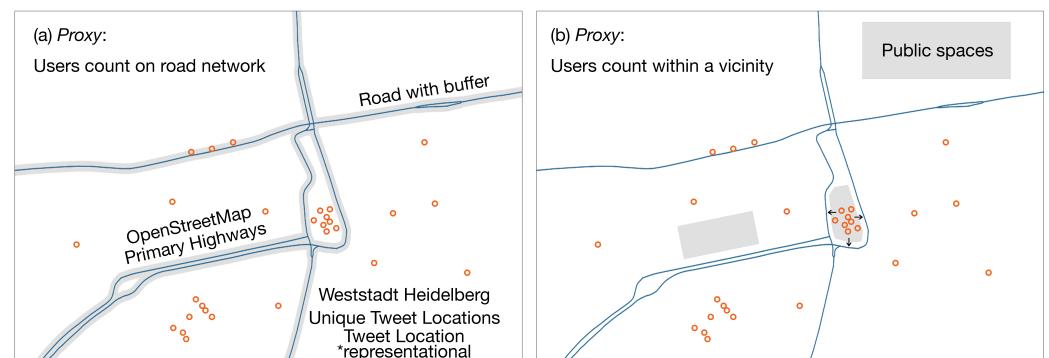 (a) Proxy:
Users count on road network
Road with buffer
OpenStreetMap
Primary Highways
Weststadt Heidelberg
Unique Tweet Locations
Tweet Location
*representational
(b) Proxy:
Users count within a vicinity
Public spaces